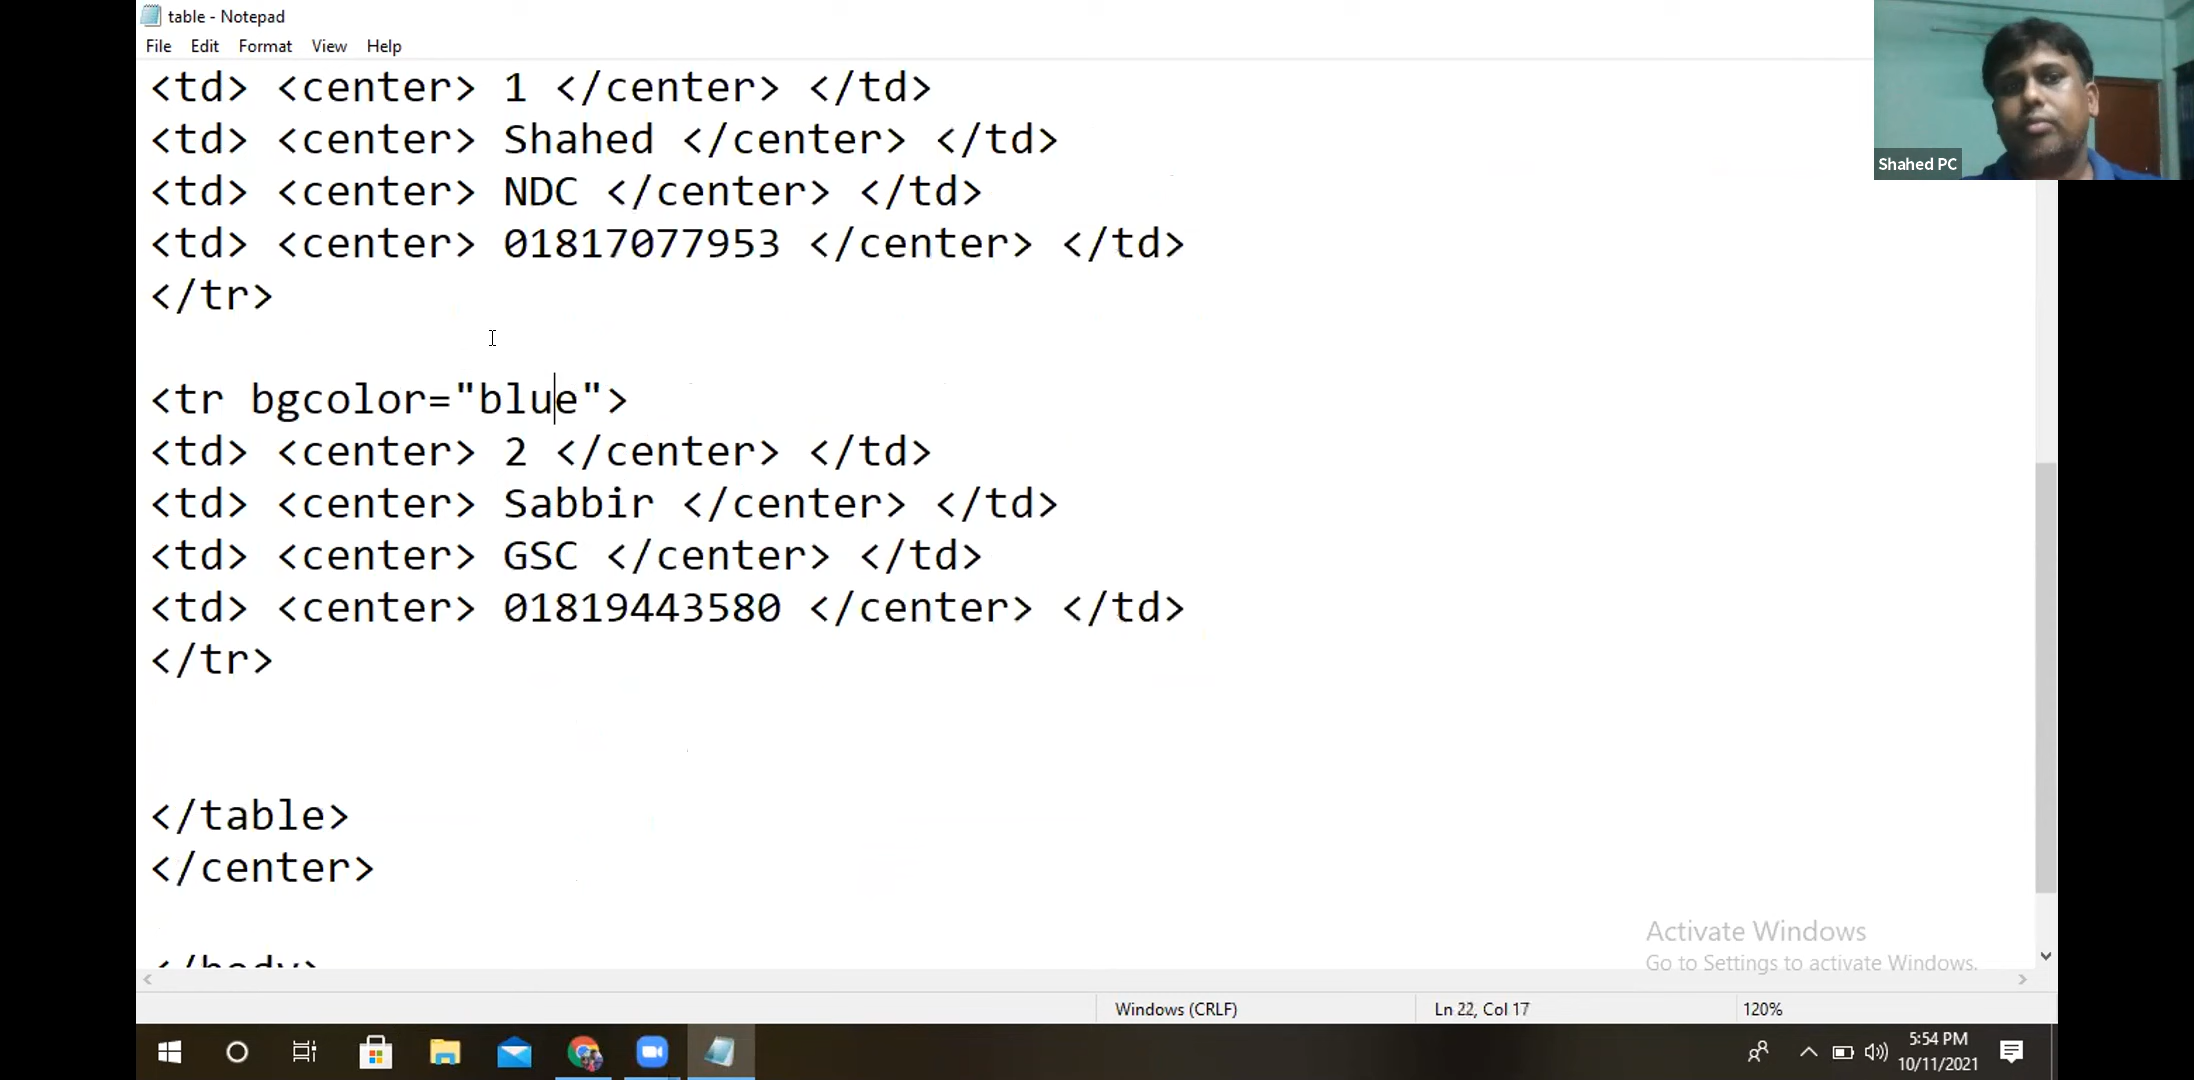 table - Notepad
File Edit Format View Help
Shahed PC
<td> <center> 1 </center> </td>
<td> <center> Shahed </center> </td>
<td> <center> NDC </center> </td>
<td> <center> 01817077953 </center> </td>
</tr>
<tr bgcolor="blue">
<td> <center> 2 </center> </td>
<td> <center> Sabbir </center> </td>
<td> <center> GSC </center> </td>
<td> <center> 01819443580 </center> </td>
</tr>
</table>
</center>
</body>
Activate Windows
Go to Settings to activate Windows.
Windows (CRLF) Ln 22, Col 17 120%
5:54 PM
10/11/2021